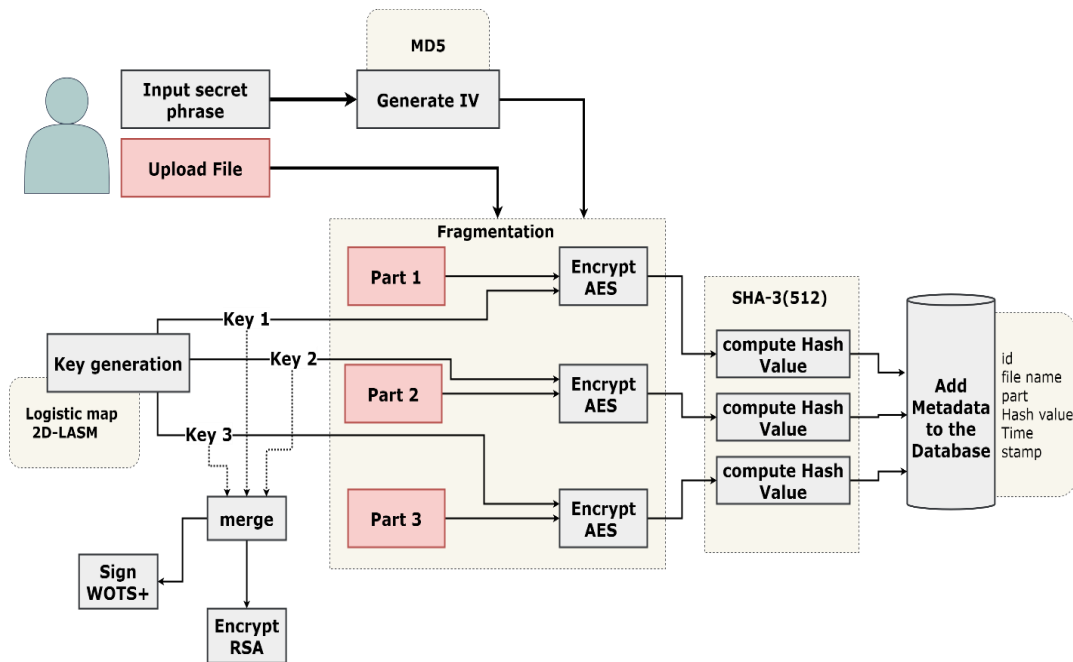 MD5
Input secret
phrase
Generate IV
Upload File
Fragmentation
Part 1
Encrypt
AES
SHA-3(512)
Key 1
compute Hash
Value
Key generation
Key 2
Part 2
Encrypt
AES
compute Hash
Value
Add
Metadata
to the
Database
id
file name
part
Hash value
Time
stamp
Logistic map
2D-LASM
Key 3
compute Hash
Value
merge
Part 3
Encrypt
AES
Sign
WOTS+
Encrypt
RSA